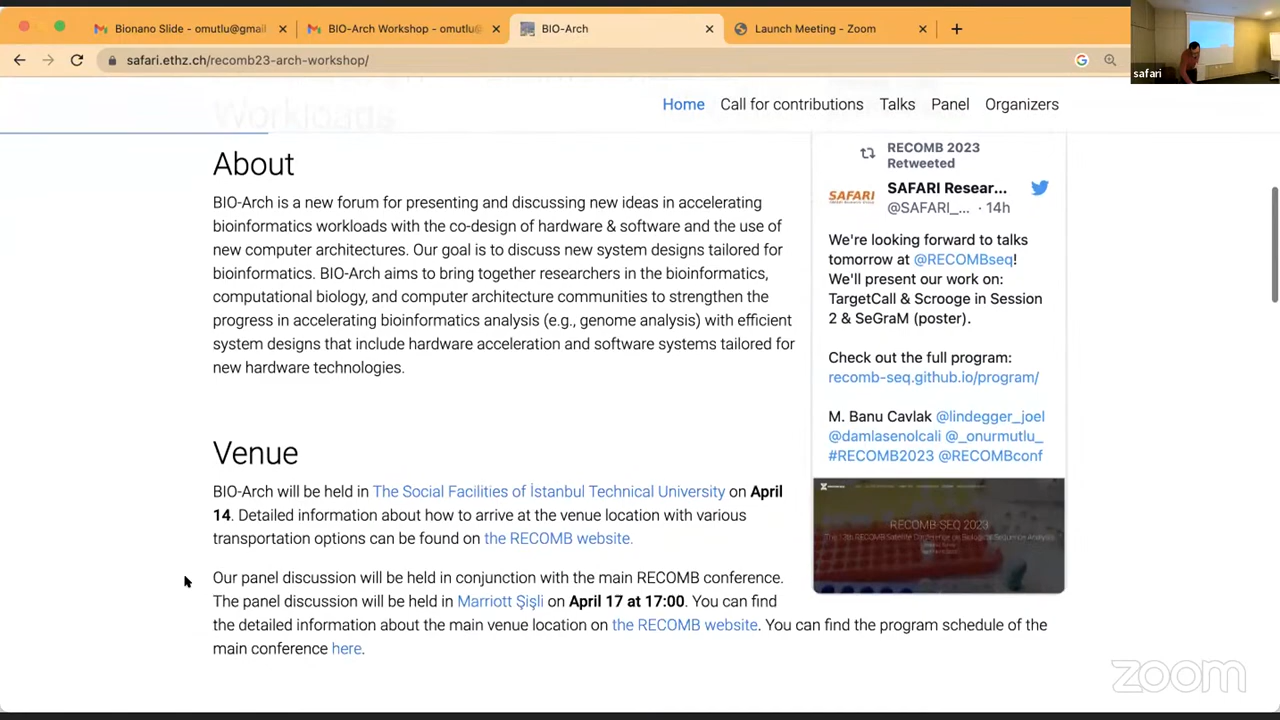 Bionano Slide - omutlu@gmail
BIO-Arch Workshop - omutlu@
BIO-Arch
Launch Meeting - Zoom
safari.ethz.ch/recomb23-arch-workshop/
safari
Workloads
Home Call for contributions Talks Panel Organizers
About
BIO-Arch is a new forum for presenting and discussing new ideas in accelerating
bioinformatics workloads with the co-design of hardware & software and the use of
new computer architectures. Our goal is to discuss new system designs tailored for
bioinformatics. BIO-Arch aims to bring together researchers in the bioinformatics,
computational biology, and computer architecture communities to strengthen the
progress in accelerating bioinformatics analysis (e.g., genome analysis) with efficient
system designs that include hardware acceleration and software systems tailored for
new hardware technologies.
Venue
BIO-Arch will be held in The Social Facilities of İstanbul Technical University on April
14. Detailed information about how to arrive at the venue location with various
transportation options can be found on the RECOMB website.
Our panel discussion will be held in conjunction with the main RECOMB conference.
The panel discussion will be held in Marriott Şişli on April 17 at 17:00. You can find
the detailed information about the main venue location on the RECOMB website. You can find the program schedule of the
main conference here.
RECOMB 2023
Retweeted
SAFARI
SAFARI Resear...
@SAFARI_... · 14h
We're looking forward to talks
tomorrow at @RECOMBseq!
We'll present our work on:
TargetCall & Scrooge in Session
2 & SeGraM (poster).
Check out the full program:
recomb-seq.github.io/program/
M. Banu Cavlak @lindegger_joel
@damlasenolcali @_onurmutlu_
#RECOMB2023 @RECOMBconf
RECOMB SEQ 2023
zoom